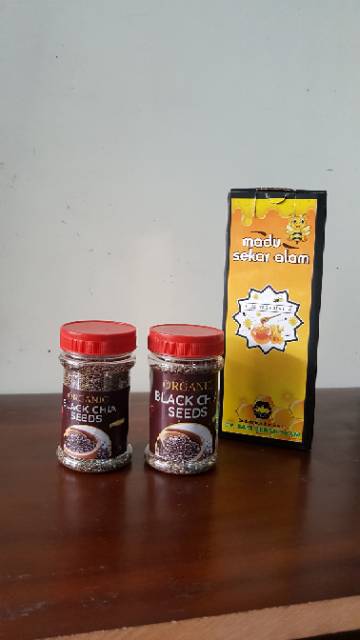 madu
sekar alam
ORGANIC
BLACK CHIA
SEEDS
ORGANIC
BLACK CH
SEEDS